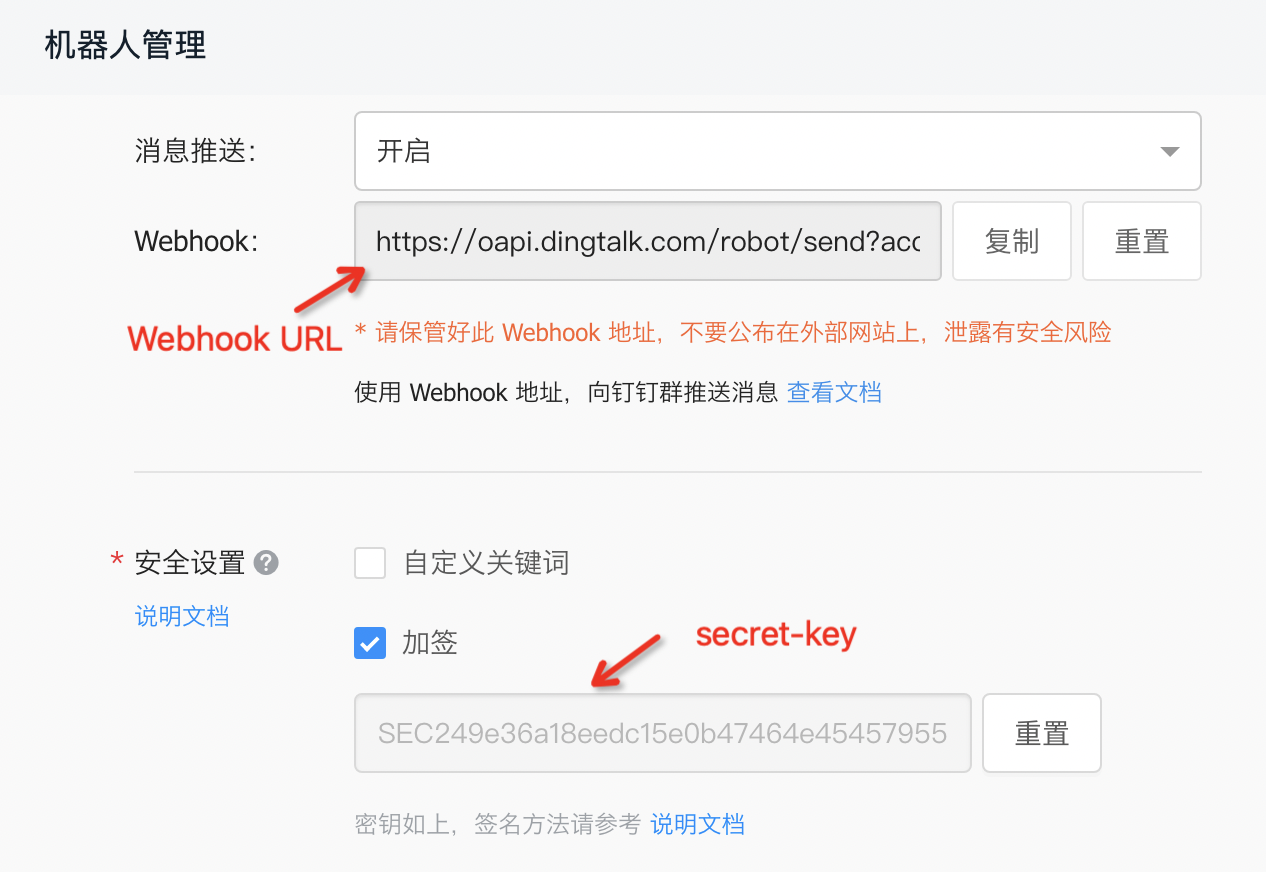 机器人管理
消息推送:
开启
Webhook:
https://oapi.dingtalk.com/robot/send?acc
复制
重置
Webhook URL
* 请保管好此 Webhook 地址，不要公布在外部网站上，泄露有安全风险
使用 Webhook 地址，向钉钉群推送消息 查看文档
* 安全设置 ?
自定义关键词
说明文档
加签
secret-key
SEC249e36a18eedc15e0b47464e45457955
重置
密钥如上，签名方法请参考 说明文档